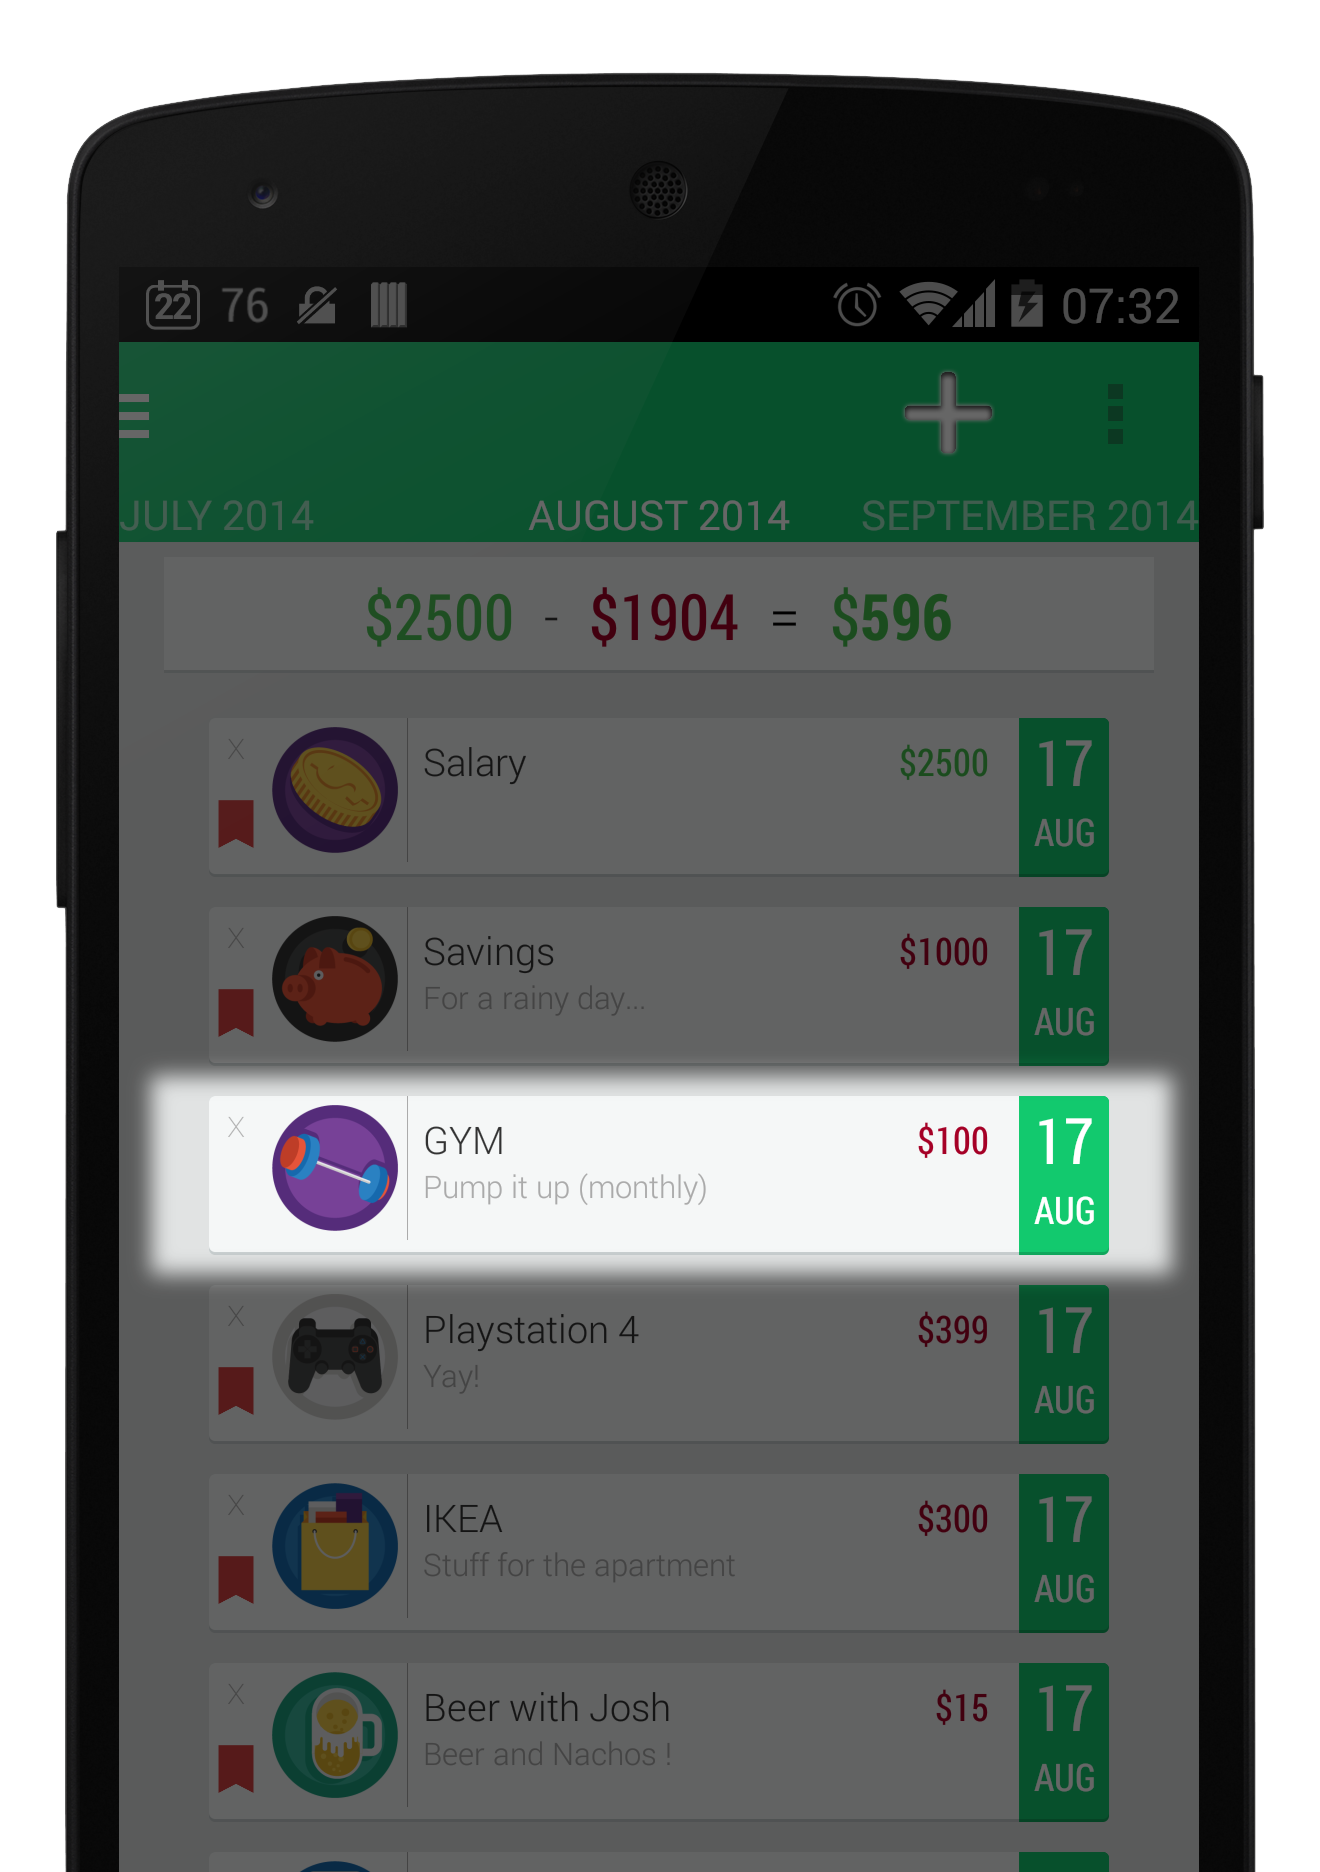 22 76 07:32
JULY 2014 AUGUST 2014 SEPTEMBER 2014
$2500 - $1904 = $596
X Salary $2500 17
AUG
X Savings $1000 17
For a rainy day... AUG
X GYM $100 17
Pump it up (monthly) AUG
X Playstation 4 $399 17
Yay! AUG
X IKEA $300 17
Stuff for the apartment AUG
X Beer with Josh $15 17
Beer and Nachos ! AUG